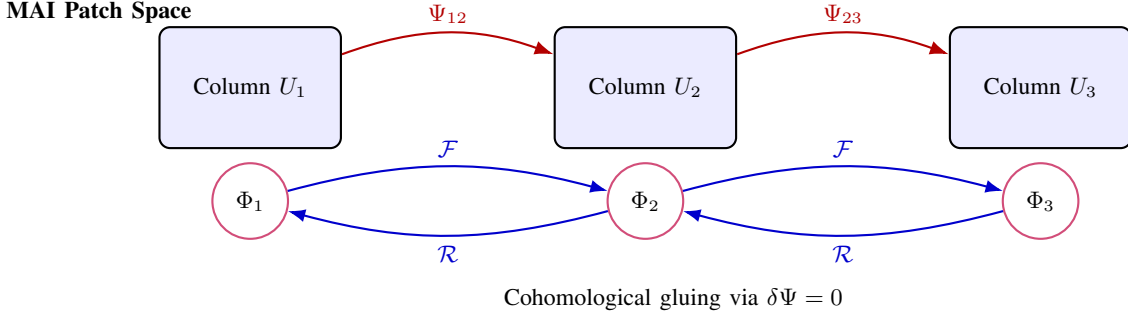 MAI Patch Space
Ψ₁₂ Ψ₂₃
Column U₁ Column U₂ Column U₃
ℱ ℱ
Φ₁ Φ₂ Φ₃
ℛ ℛ
Cohomological gluing via δΨ = 0